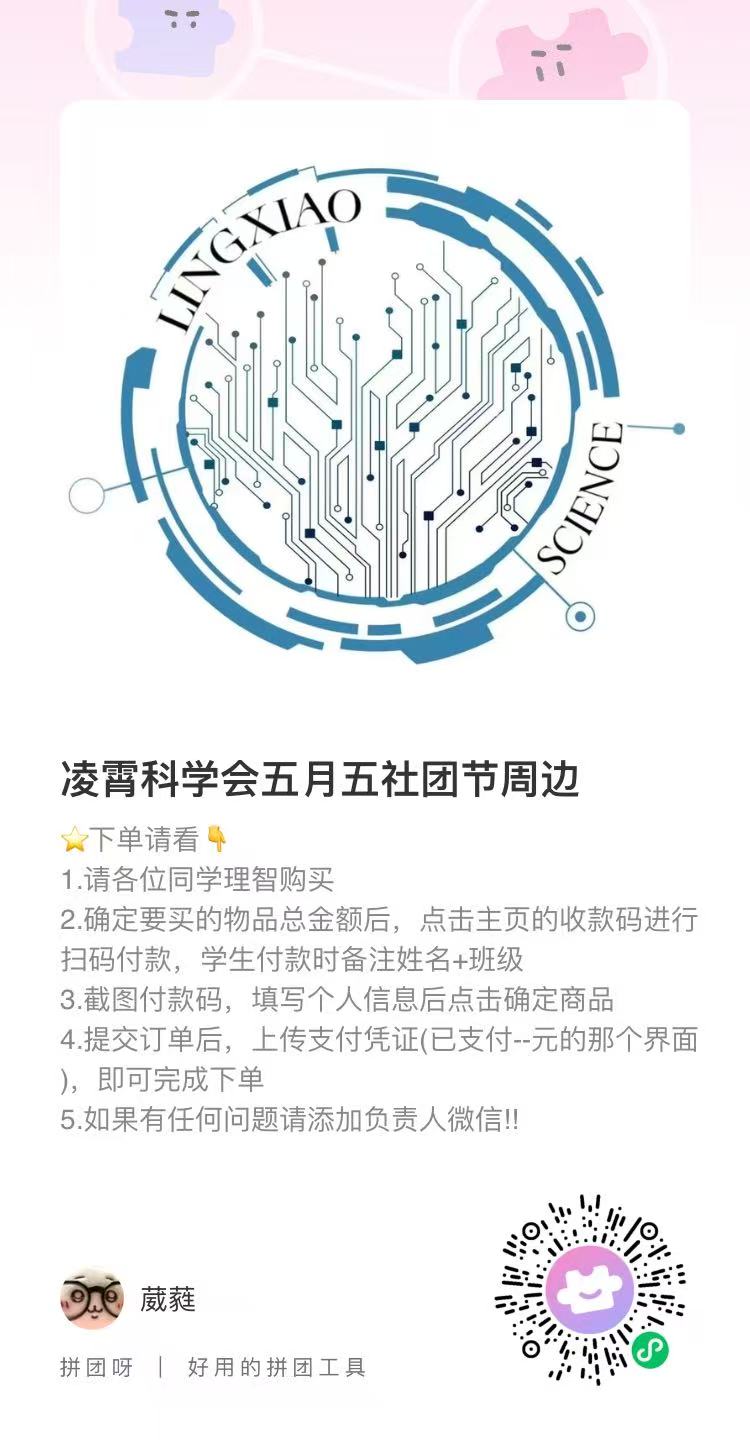 LINGXIAO
SCIENCE
凌霄科学会五月五社团节周边
⭐下单请看👇
1.请各位同学理智购买
2.确定要买的物品总金额后，点击主页的收款码进行
扫码付款，学生付款时备注姓名+班级
3.截图付款码，填写个人信息后点击确定商品
4.提交订单后，上传支付凭证(已支付--元的那个界面
)，即可完成下单
5.如果有任何问题请添加负责人微信!!
葳蕤
拼团呀 | 好用的拼团工具